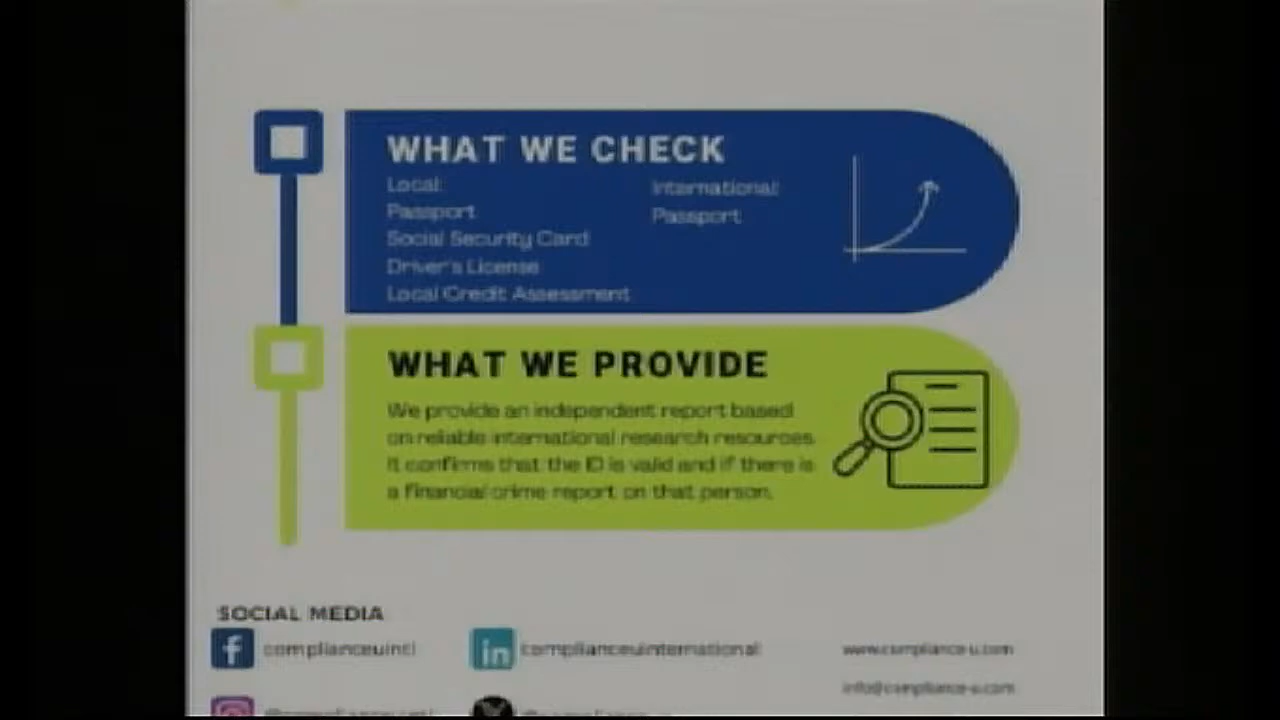 WHAT WE CHECK
Local:
Passport
Social Security Card
Driver's License
Local Credit Assessment
International:
Passport
WHAT WE PROVIDE
We provide an independent report based
on reliable international research resources.
It confirms that the ID is valid and if there is
a financial crime report on that person.
SOCIAL MEDIA
complianceuintl
complianceuinternational
www.compliance-u.com
info@compliance-u.com